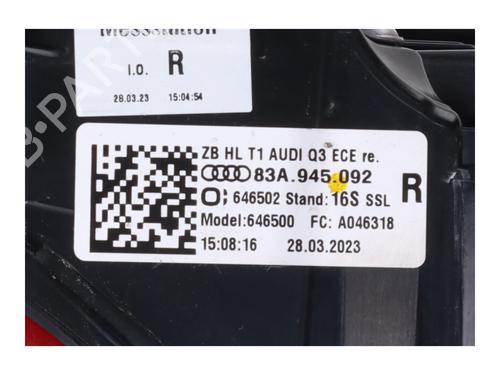 Messstation
I.O. R
28.03.23 15:04:54
ZB HL T1 AUDI Q3 ECE re.
83A.945.092
646502 Stand: 16S SSL R
Model:646500 FC: A046318
15:08:16 28.03.2023